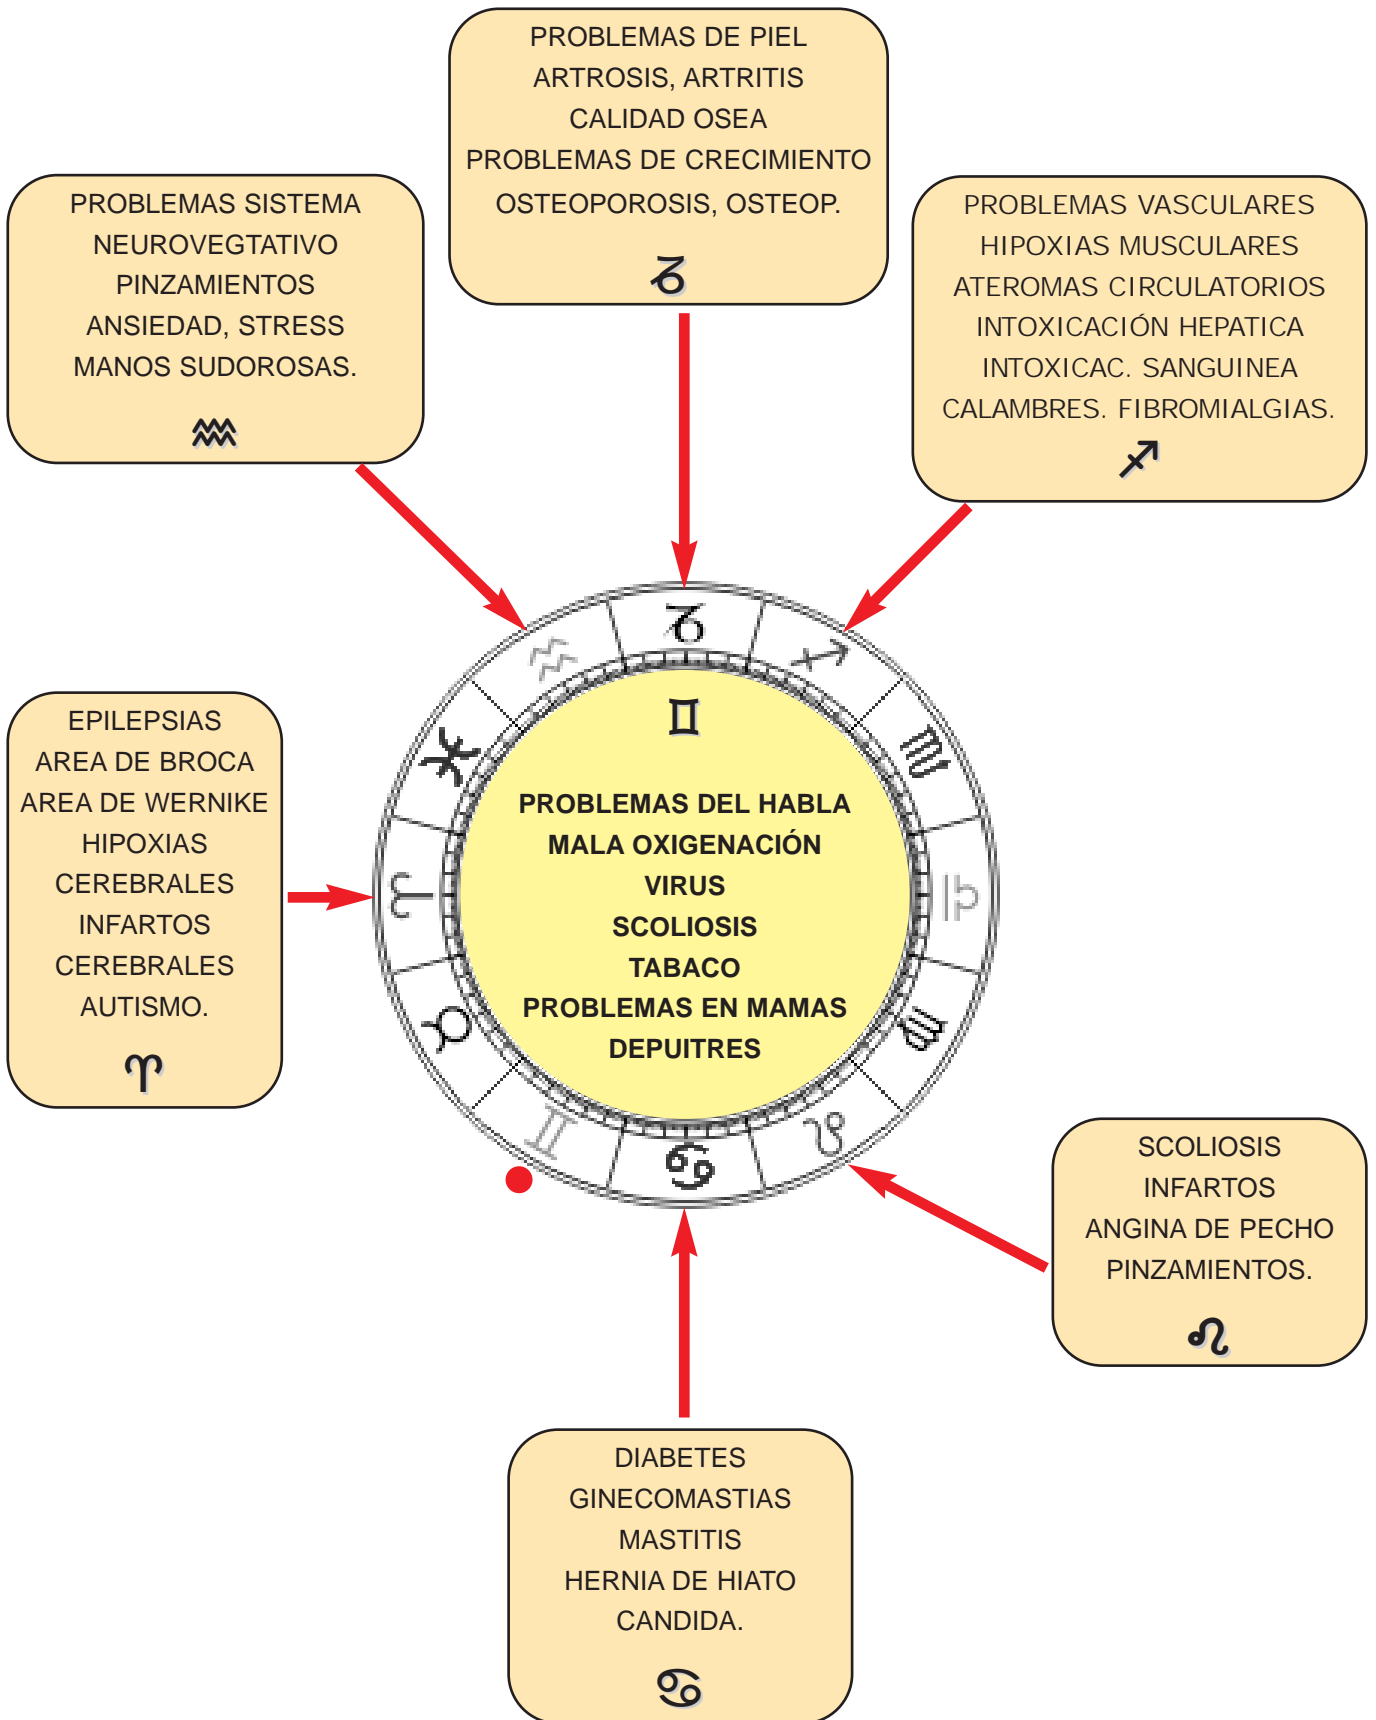 PROBLEMAS DE PIEL
ARTROSIS, ARTRITIS
CALIDAD OSEA
PROBLEMAS DE CRECIMIENTO
OSTEOPOROSIS, OSTEOP.
♑
PROBLEMAS SISTEMA
NEUROVEGTATIVO
PINZAMIENTOS
ANSIEDAD, STRESS
MANOS SUDOROSAS.
♒
PROBLEMAS VASCULARES
HIPOXIAS MUSCULARES
ATEROMAS CIRCULATORIOS
INTOXICACIÓN HEPATICA
INTOXICAC. SANGUINEA
CALAMBRES. FIBROMIALGIAS.
♐
EPILEPSIAS
AREA DE BROCA
AREA DE WERNIKE
HIPOXIAS
CEREBRALES
INFARTOS
CEREBRALES
AUTISMO.
♈
♊
PROBLEMAS DEL HABLA
MALA OXIGENACIÓN
VIRUS
SCOLIOSIS
TABACO
PROBLEMAS EN MAMAS
DEPUITRES
SCOLIOSIS
INFARTOS
ANGINA DE PECHO
PINZAMIENTOS.
♌
DIABETES
GINECOMASTIAS
MASTITIS
HERNIA DE HIATO
CANDIDA.
♋